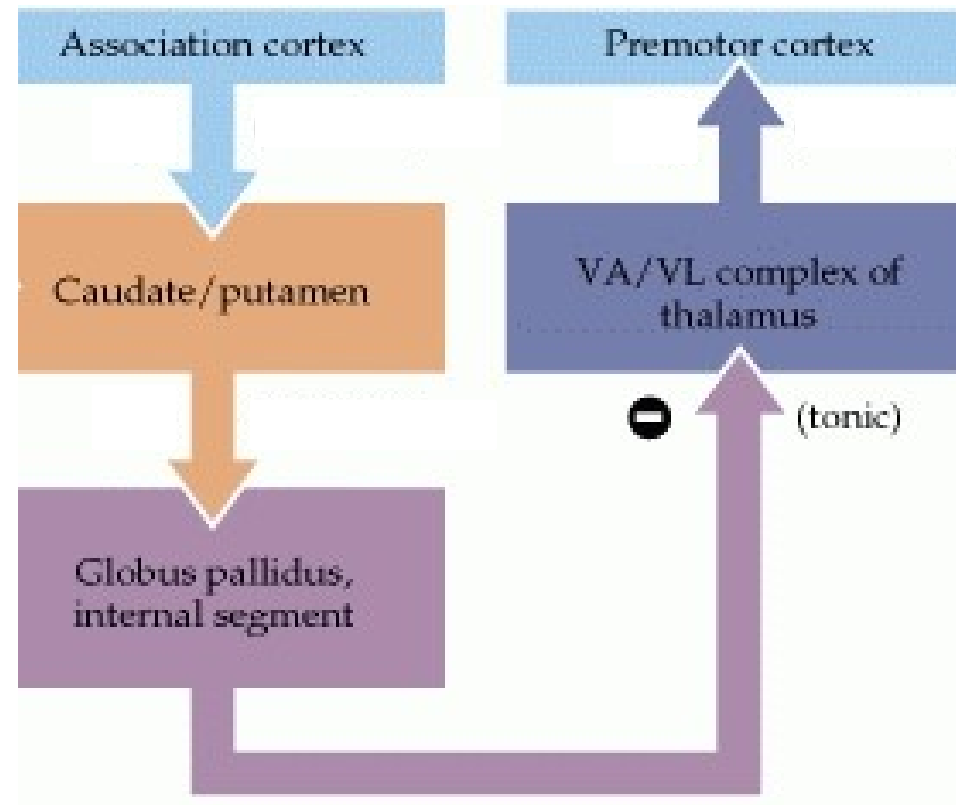 Association cortex
Premotor cortex
Caudate/putamen
VA/VL complex of
thalamus
(tonic)
Globus pallidus,
internal segment